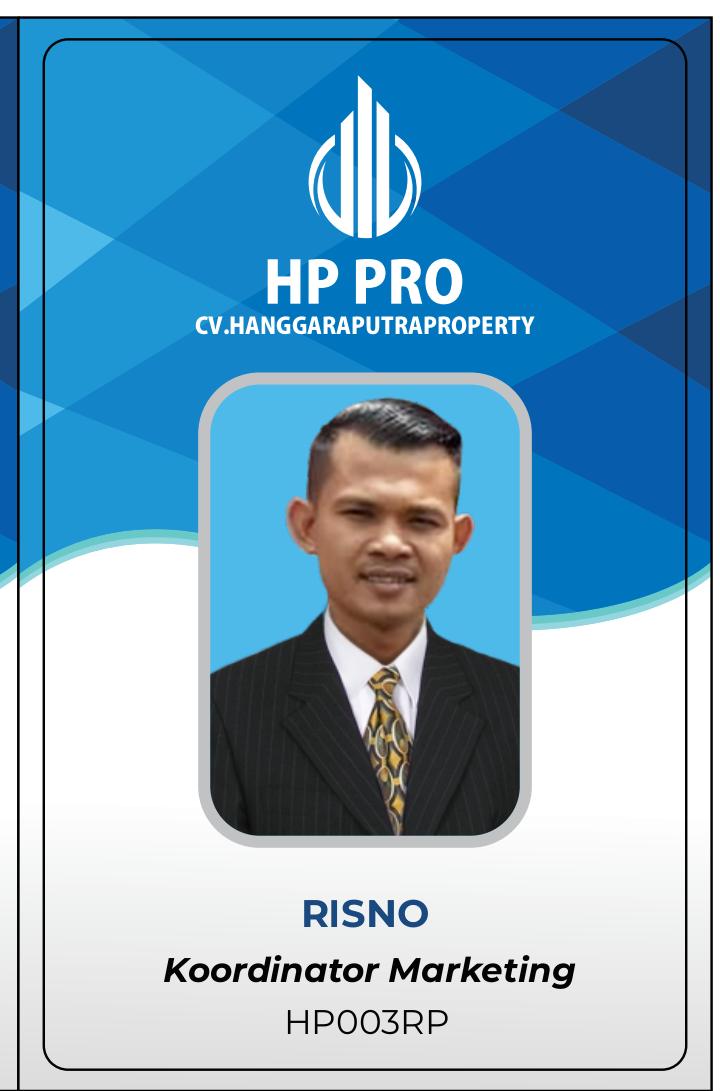 HP PRO
CV.HANGGARAPUTRAPROPERTY
RISNO
Koordinator Marketing
HP003RP